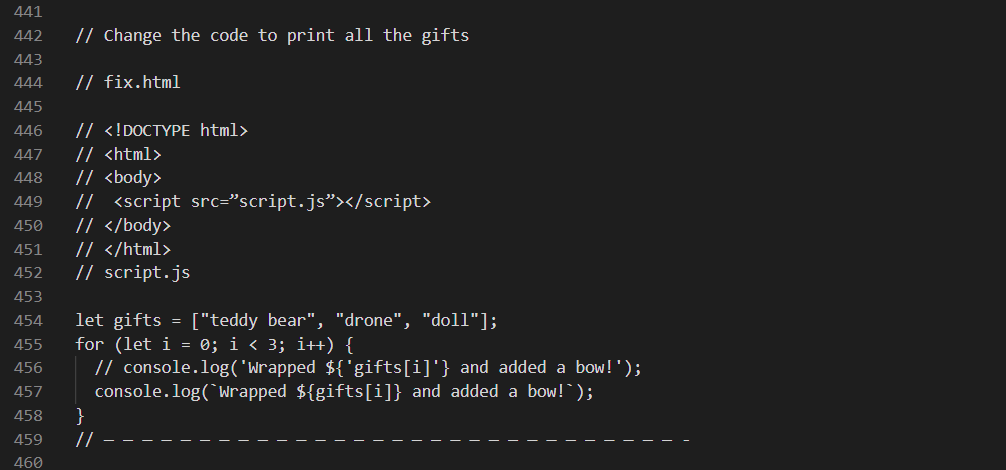 441
442 // Change the code to print all the gifts
443
444 // fix.html
445
446 // <!DOCTYPE html>
447 // <html>
448 // <body>
449 //  <script src=”script.js”></script>
450 // </body>
451 // </html>
452 // script.js
453
454 let gifts = ["teddy bear", "drone", "doll"];
455 for (let i = 0; i < 3; i++) {
456   // console.log('Wrapped ${'gifts[i]'} and added a bow!');
457   console.log(`Wrapped ${gifts[i]} and added a bow!`);
458 }
459 // — — — — — — — — — — — — — — — — — — — — — — — — — — — — — — -
460